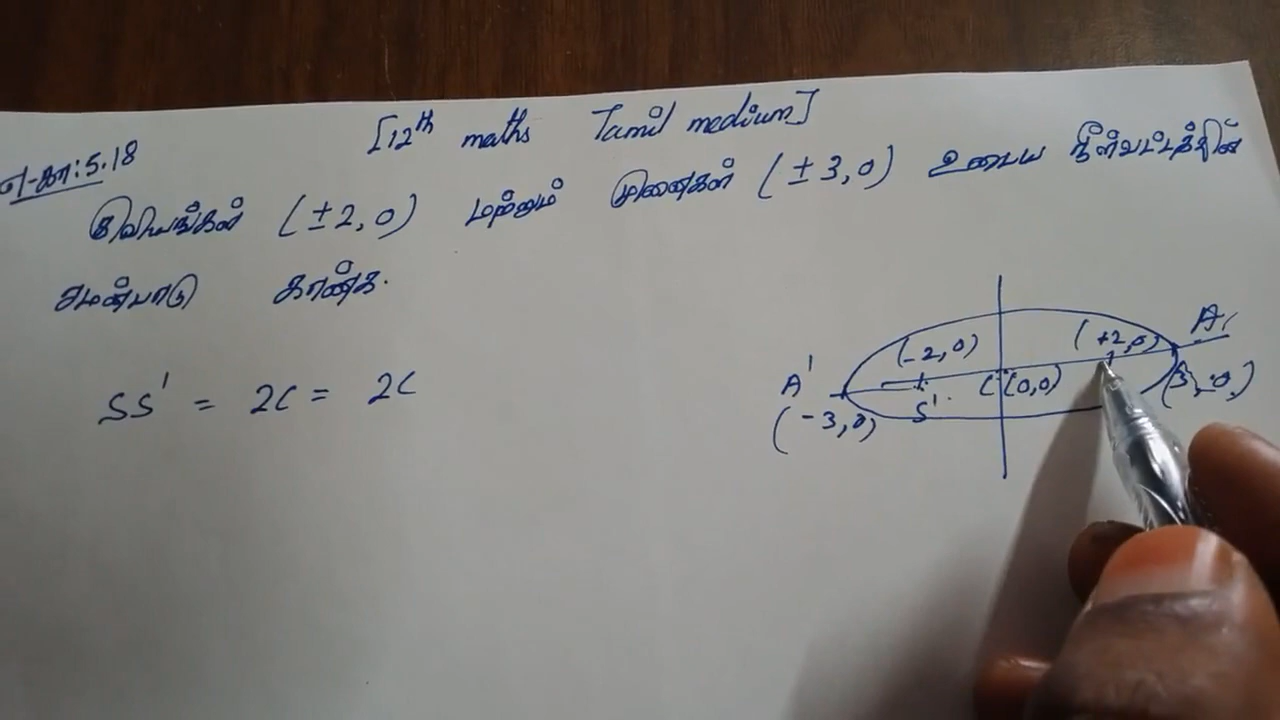 [12th maths Tamil medium]
எ-கா: 5.18
குவியங்கள் (±2,0) மற்றும் முனைகள் (±3,0) உடைய நீள்வட்டத்தின்
சமன்பாடு காண்க.
SS' = 2C = 2C
A'
(-3,0)
(-2,0)
S'
C (0,0)
(+2,0)
A
(3,0)